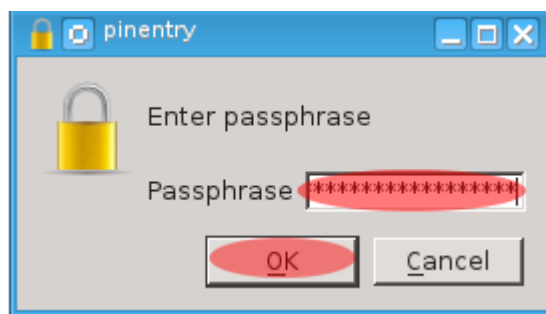 pinentry
Enter passphrase
Passphrase *****************
OK Cancel